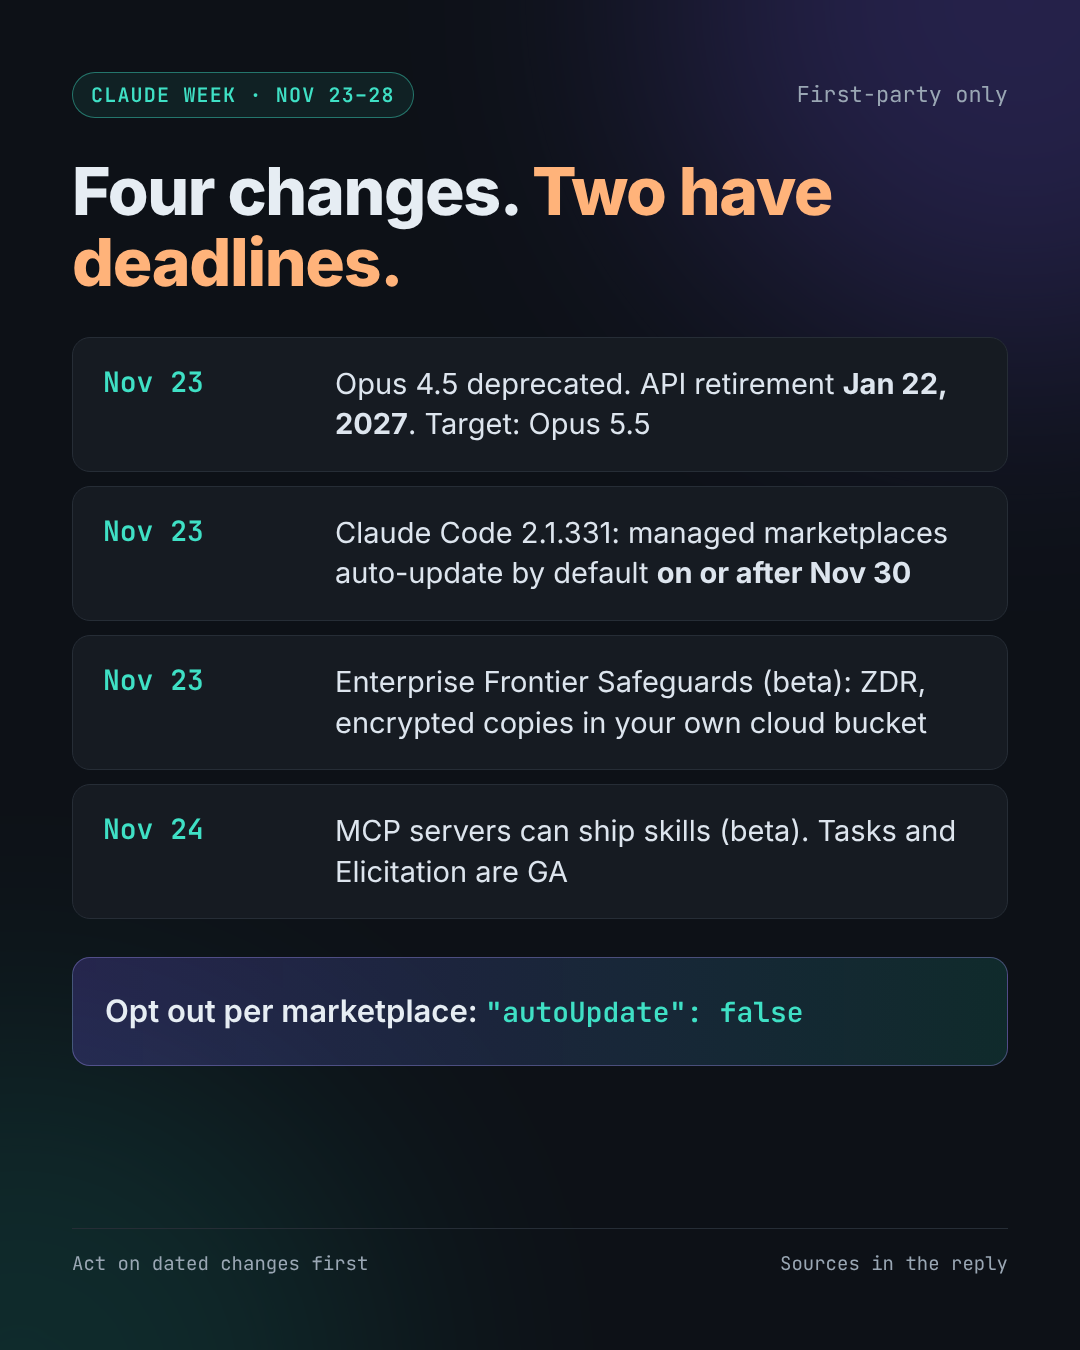 CLAUDE WEEK · NOV 23–28
First-party only
Four changes. Two have
deadlines.
Nov 23
Opus 4.5 deprecated. API retirement Jan 22,
2027. Target: Opus 5.5
Nov 23
Claude Code 2.1.331: managed marketplaces
auto-update by default on or after Nov 30
Nov 23
Enterprise Frontier Safeguards (beta): ZDR,
encrypted copies in your own cloud bucket
Nov 24
MCP servers can ship skills (beta). Tasks and
Elicitation are GA
Opt out per marketplace: "autoUpdate": false
Act on dated changes first
Sources in the reply